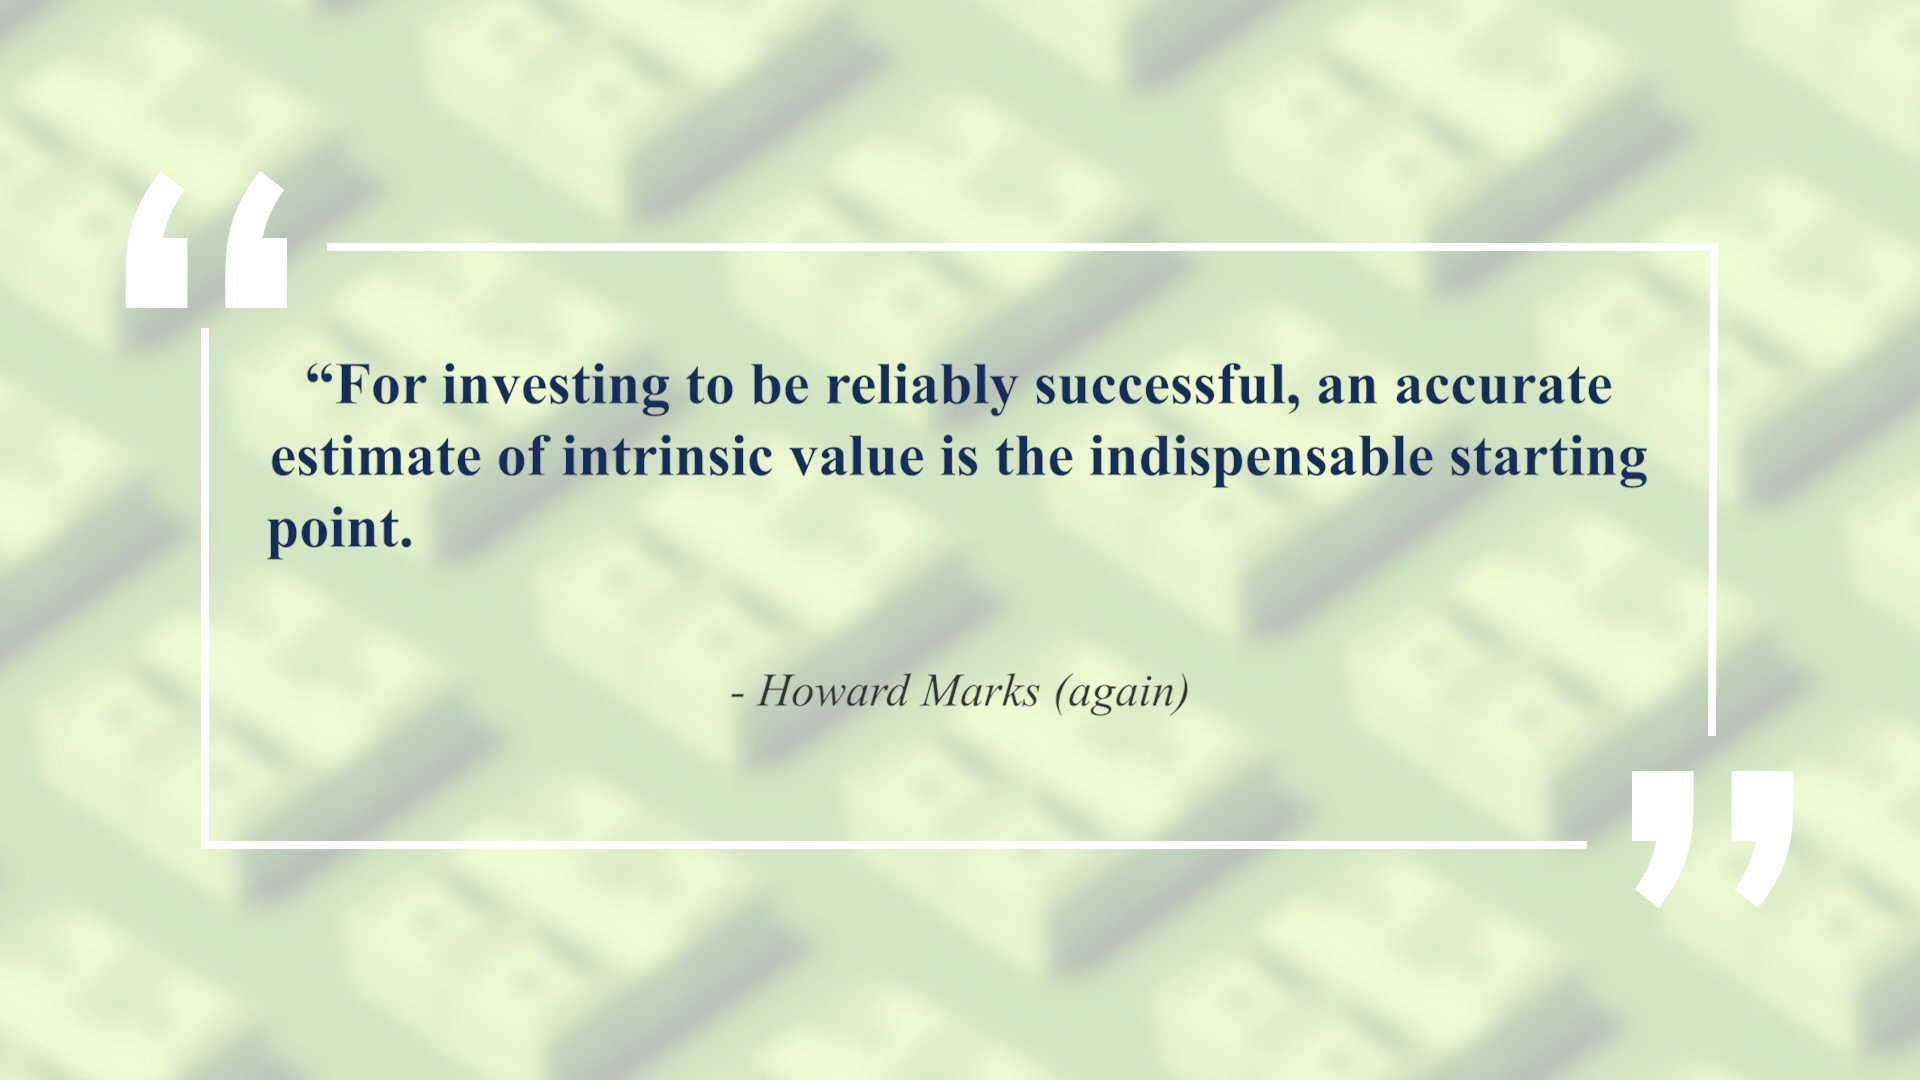 “For investing to be reliably successful, an accurate
estimate of intrinsic value is the indispensable starting
point.
- Howard Marks (again)